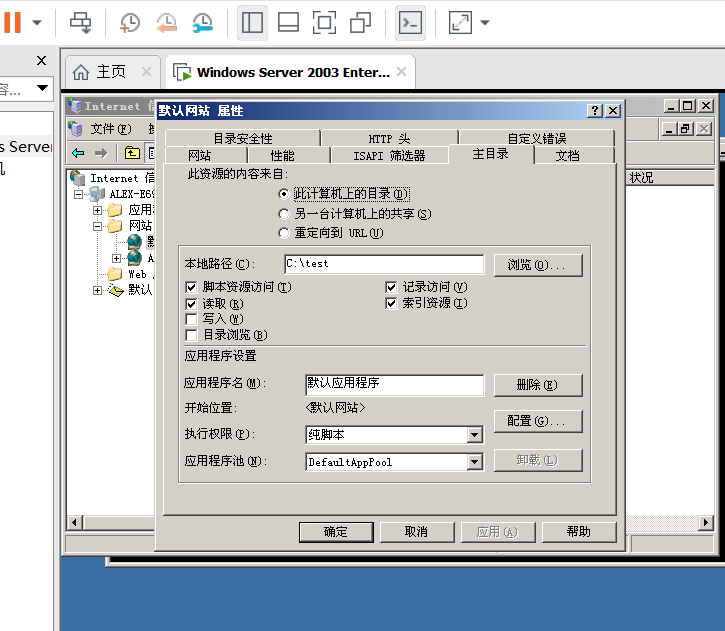 主页
Windows Server 2003 Enter...
容...
s Server
机
Internet 信
默认网站 属性
文件(F)
Internet 信
ALEX-E69
应用
网站
默
Web
默认
状况
目录安全性
HTTP 头
自定义错误
网站
性能
ISAPI 筛选器
主目录
文档
此资源的内容来自:
此计算机上的目录(D)
另一台计算机上的共享(S)
重定向到 URL(U)
本地路径(C):
C:\test
浏览(O)...
脚本资源访问(T)
记录访问(V)
读取(R)
索引资源(I)
写入(W)
目录浏览(B)
应用程序设置
应用程序名(M):
默认应用程序
删除(E)
开始位置:
<默认网站>
配置(G)...
执行权限(P):
纯脚本
应用程序池(N):
DefaultAppPool
卸载(L)
确定
取消
应用(A)
帮助